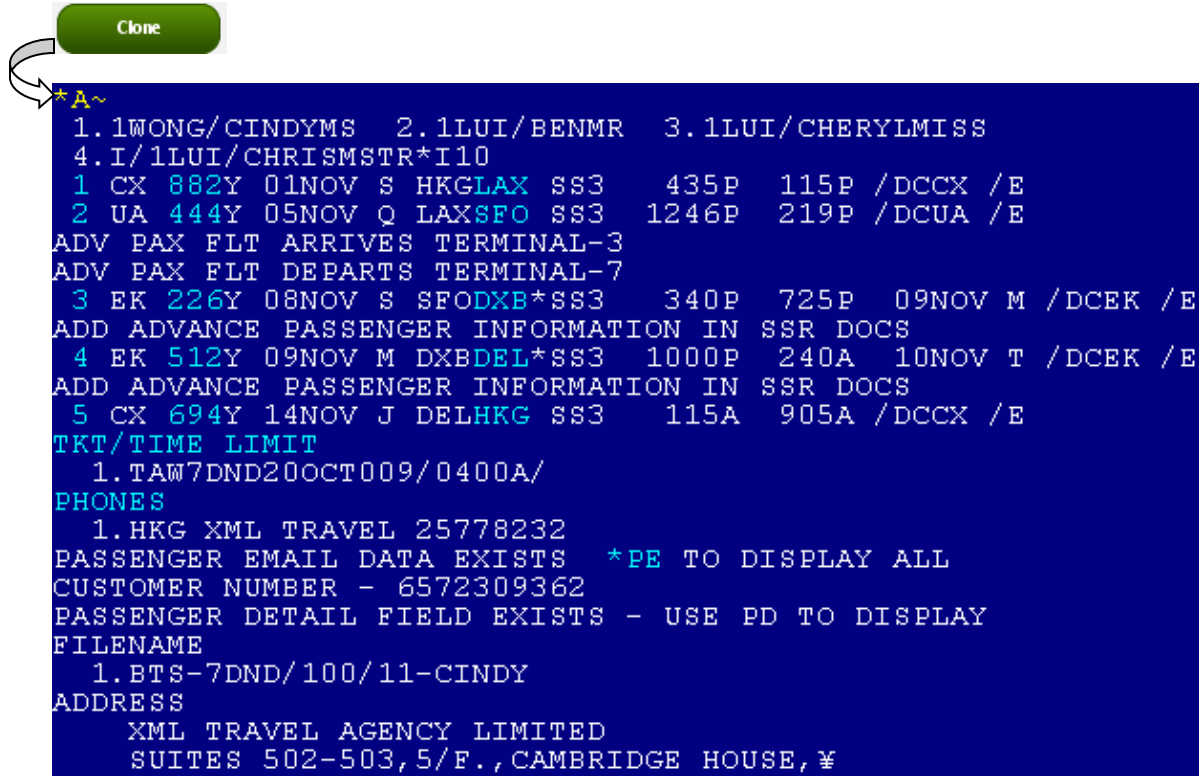 Clone
*A~
1.1WONG/CINDYMS 2.1LUI/BENMR 3.1LUI/CHERYLMISS
4.I/1LUI/CHRISMSTR*I10
1 CX 882Y 01NOV S HKGLAX SS3 435P 115P /DCCX /E
2 UA 444Y 05NOV Q LAXSFO SS3 1246P 219P /DCUA /E
ADV PAX FLT ARRIVES TERMINAL-3
ADV PAX FLT DEPARTS TERMINAL-7
3 EK 226Y 08NOV S SFODXB*SS3 340P 725P 09NOV M /DCEK /E
ADD ADVANCE PASSENGER INFORMATION IN SSR DOCS
4 EK 512Y 09NOV M DXBDEL*SS3 1000P 240A 10NOV T /DCEK /E
ADD ADVANCE PASSENGER INFORMATION IN SSR DOCS
5 CX 694Y 14NOV J DELHKG SS3 115A 905A /DCCX /E
TKT/TIME LIMIT
1.TAW7DND20OCT009/0400A/
PHONES
1.HKG XML TRAVEL 25778232
PASSENGER EMAIL DATA EXISTS *PE TO DISPLAY ALL
CUSTOMER NUMBER - 6572309362
PASSENGER DETAIL FIELD EXISTS - USE PD TO DISPLAY
FILENAME
1.BTS-7DND/100/11-CINDY
ADDRESS
XML TRAVEL AGENCY LIMITED
SUITES 502-503,5/F.,CAMBRIDGE HOUSE,¥